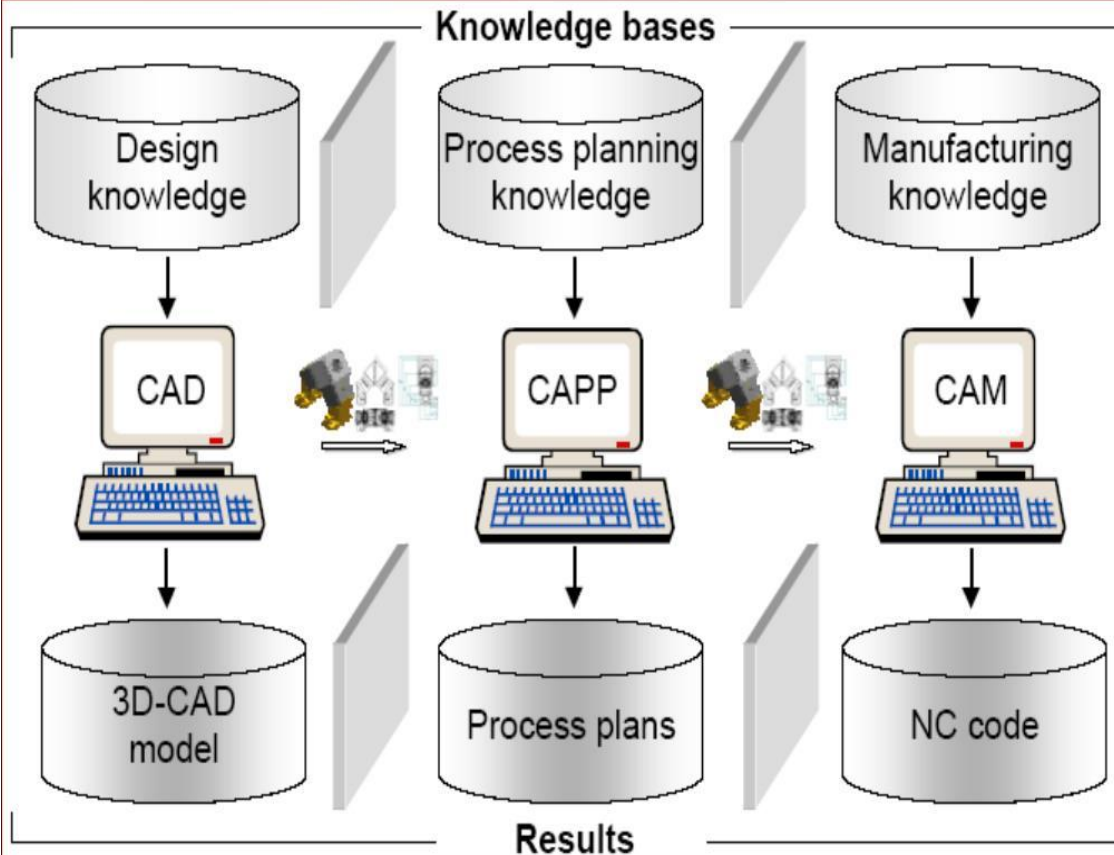 Knowledge bases
Design
knowledge
Process planning
knowledge
Manufacturing
knowledge
CAD
CAPP
CAM
3D-CAD
model
Process plans
NC code
Results